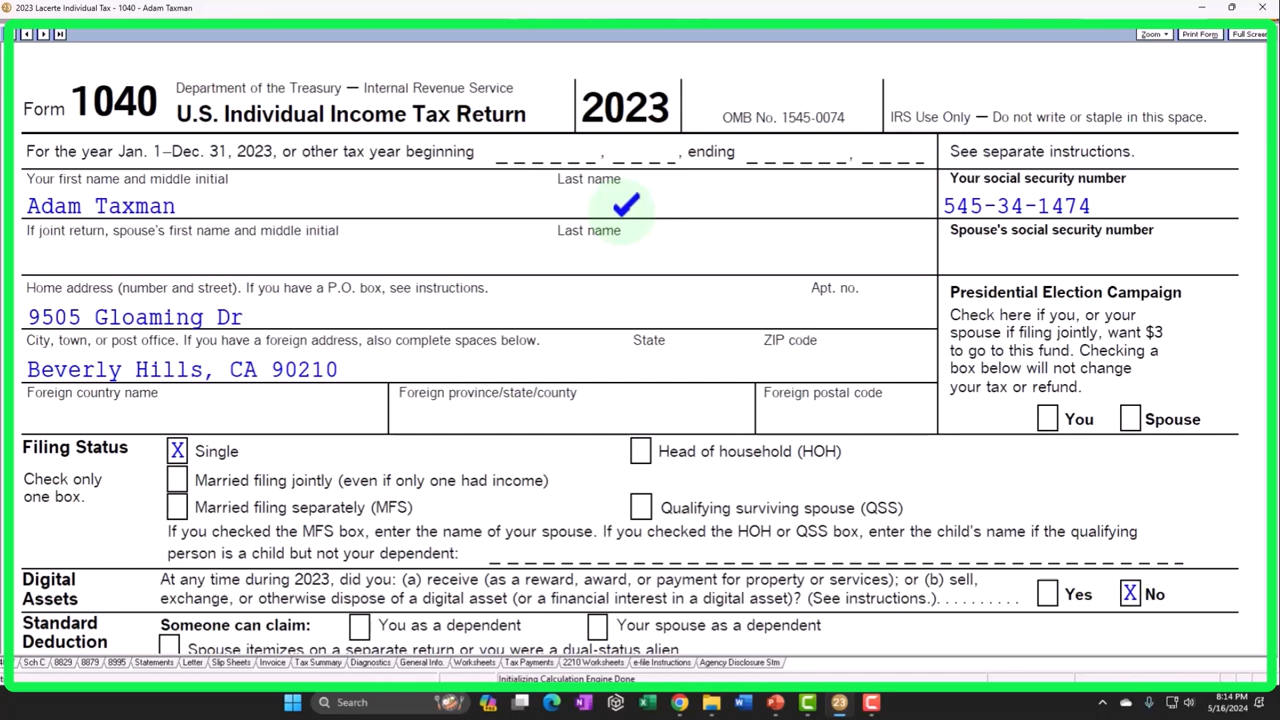 2023 Lacerte Individual Tax - 1040 - Adam Taxman
Zoom Print Form Full Scree
Form 1040 Department of the Treasury — Internal Revenue Service
U.S. Individual Income Tax Return 2023 OMB No. 1545-0074 IRS Use Only — Do not write or staple in this space.
For the year Jan. 1–Dec. 31, 2023, or other tax year beginning , , ending , See separate instructions.
Your first name and middle initial Last name Your social security number
Adam Taxman 545-34-1474
If joint return, spouse's first name and middle initial Last name Spouse's social security number
Home address (number and street). If you have a P.O. box, see instructions. Apt. no. Presidential Election Campaign
9505 Gloaming Dr Check here if you, or your
City, town, or post office. If you have a foreign address, also complete spaces below. State ZIP code spouse if filing jointly, want $3
to go to this fund. Checking a
Beverly Hills, CA 90210 box below will not change
Foreign country name Foreign province/state/county Foreign postal code your tax or refund.
You Spouse
Filing Status X Single Head of household (HOH)
Check only Married filing jointly (even if only one had income)
one box. Married filing separately (MFS) Qualifying surviving spouse (QSS)
If you checked the MFS box, enter the name of your spouse. If you checked the HOH or QSS box, enter the child's name if the qualifying
person is a child but not your dependent:
Digital At any time during 2023, did you: (a) receive (as a reward, award, or payment for property or services); or (b) sell,
Assets exchange, or otherwise dispose of a digital asset (or a financial interest in a digital asset)? (See instructions.). . . . . . . . . . Yes X No
Standard Someone can claim: You as a dependent Your spouse as a dependent
Deduction Spouse itemizes on a separate return or you were a dual-status alien
Sch C 8829 8879 8995 Statements Letter Slip Sheets Invoice Tax Summary Diagnostics General Info. Worksheets Tax Payments 2210 Worksheets e-file Instructions Agency Disclosure Stm
Initializing Calculation Engine Done
Search 23 8:14 PM
5/16/2024